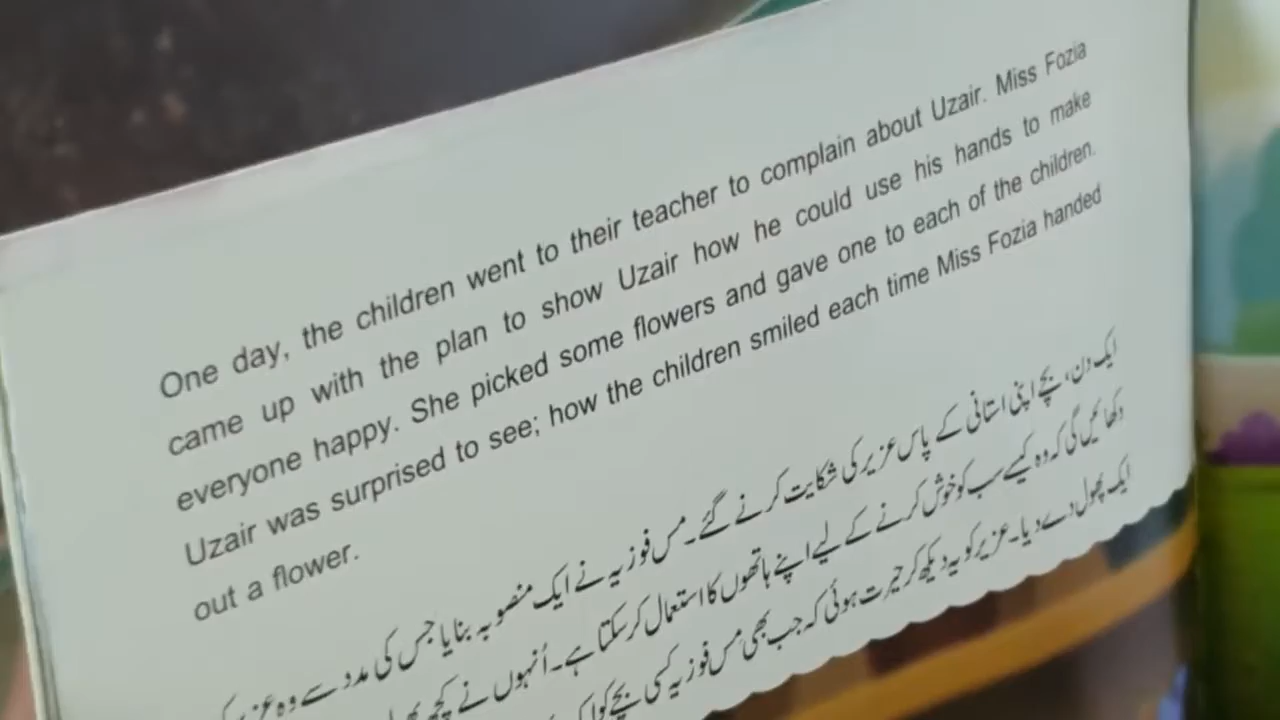 One day, the children went to their teacher to complain about Uzair. Miss Fozia
came up with the plan to show Uzair how he could use his hands to make
everyone happy. She picked some flowers and gave one to each of the children.
Uzair was surprised to see; how the children smiled each time Miss Fozia handed
out a flower.
ایک دن، بچے اپنی استانی کے پاس عزیر کی شکایت کرنے گئے۔ مس فوزیہ نے ایک منصوبہ بنایا جس کی مدد سے وہ عزیر
دکھائیں گی کہ وہ کیسے سب کو خوش کرنے کے لیے اپنے ہاتھوں کا استعمال کر سکتا ہے۔ اُنہوں نے کچھ
ایک پھول دے دیا۔ عزیر کو یہ دیکھ کر حیرت ہوئی کہ جب بھی مس فوزیہ کسی بچے کو